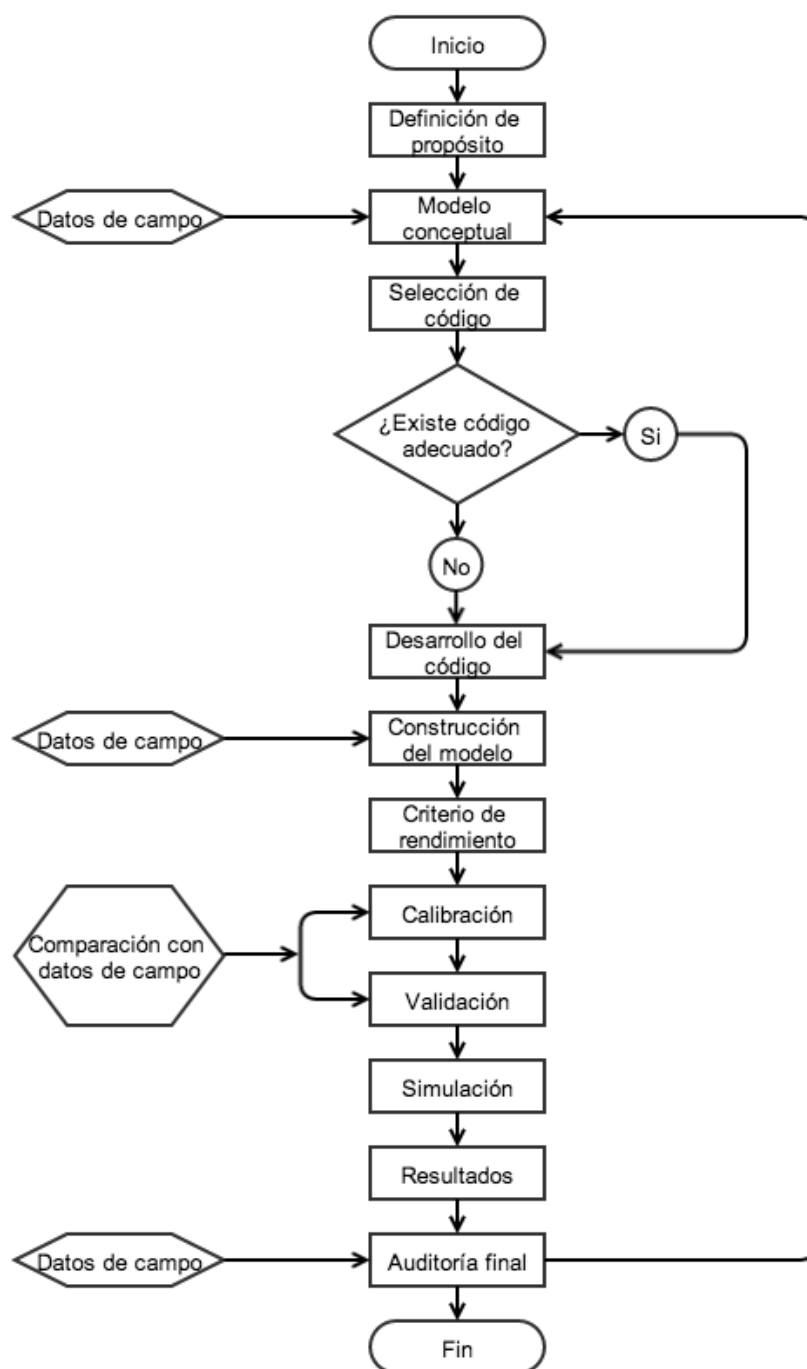 Inicio
Definición de
propósito
Datos de campo
Modelo
conceptual
Selección de
código
¿Existe código
adecuado?
Si
No
Desarrollo del
código
Datos de campo
Construcción
del modelo
Criterio de
rendimiento
Calibración
Comparación con
datos de campo
Validación
Simulación
Resultados
Datos de campo
Auditoría final
Fin